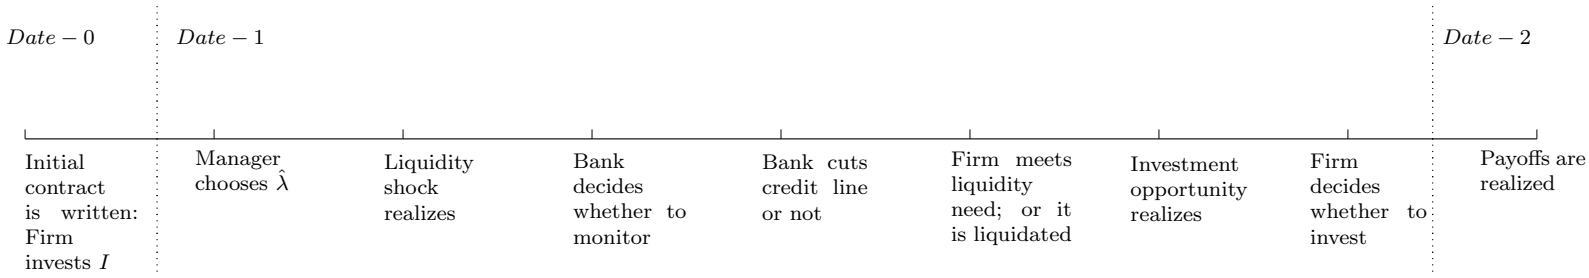 Date − 0
Date − 1
Date − 2
Initial
contract
is written:
Firm
invests I
Manager
chooses λ̂
Liquidity
shock
realizes
Bank
decides
whether to
monitor
Bank cuts
credit line
or not
Firm meets
liquidity
need; or it
is liquidated
Investment
opportunity
realizes
Firm
decides
whether to
invest
Payoffs are
realized